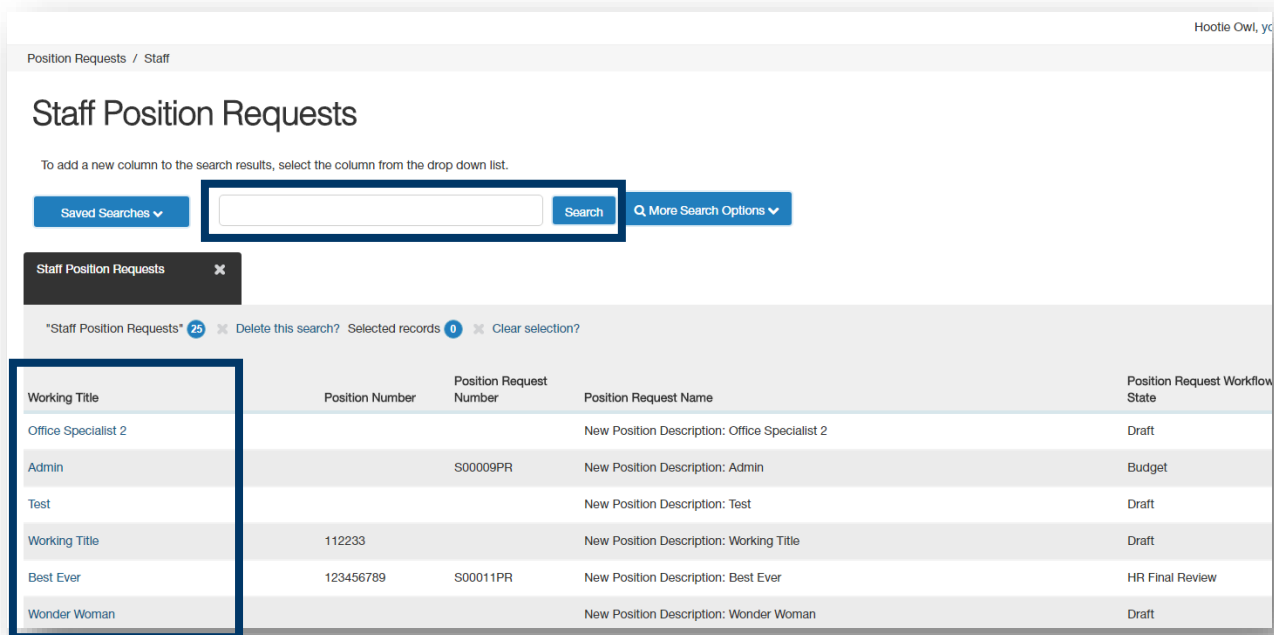 Hootie Owl, yo
Position Requests / Staff
Staff Position Requests
To add a new column to the search results, select the column from the drop down list.
Saved Searches Search More Search Options
Staff Position Requests
"Staff Position Requests" 25 Delete this search? Selected records 0 Clear selection?
Working Title Position Number Position Request Number Position Request Name Position Request Workflow State
Office Specialist 2 New Position Description: Office Specialist 2 Draft
Admin S00009PR New Position Description: Admin Budget
Test New Position Description: Test Draft
Working Title 112233 New Position Description: Working Title Draft
Best Ever 123456789 S00011PR New Position Description: Best Ever HR Final Review
Wonder Woman New Position Description: Wonder Woman Draft